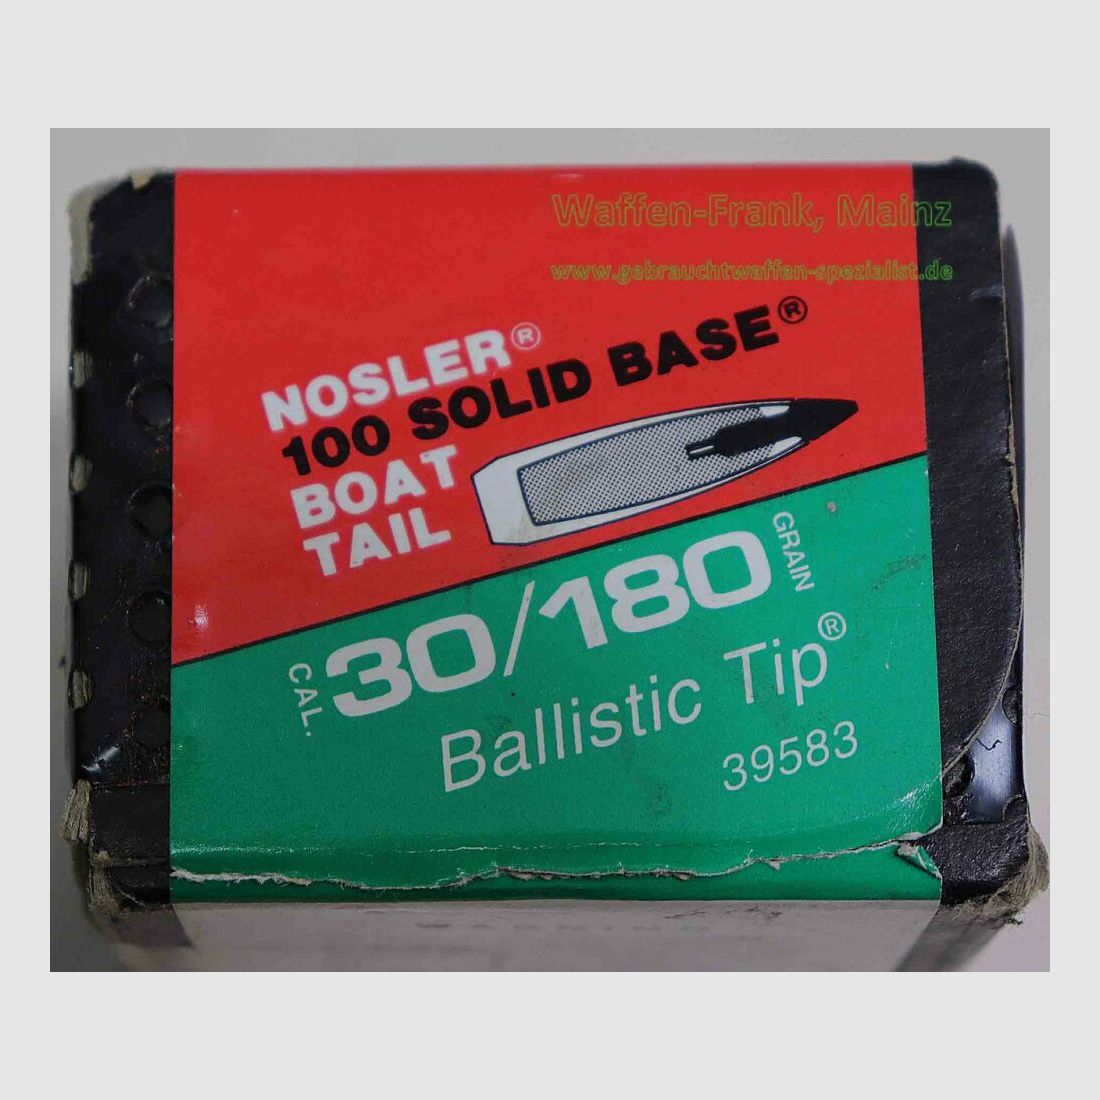 Waffen-Frank, Mainz
www.gebrauchtwaffen-spezialist.de
NOSLER®
100 SOLID BASE®
BOAT
TAIL
CAL. 30/180 GRAIN
Ballistic Tip®
39583